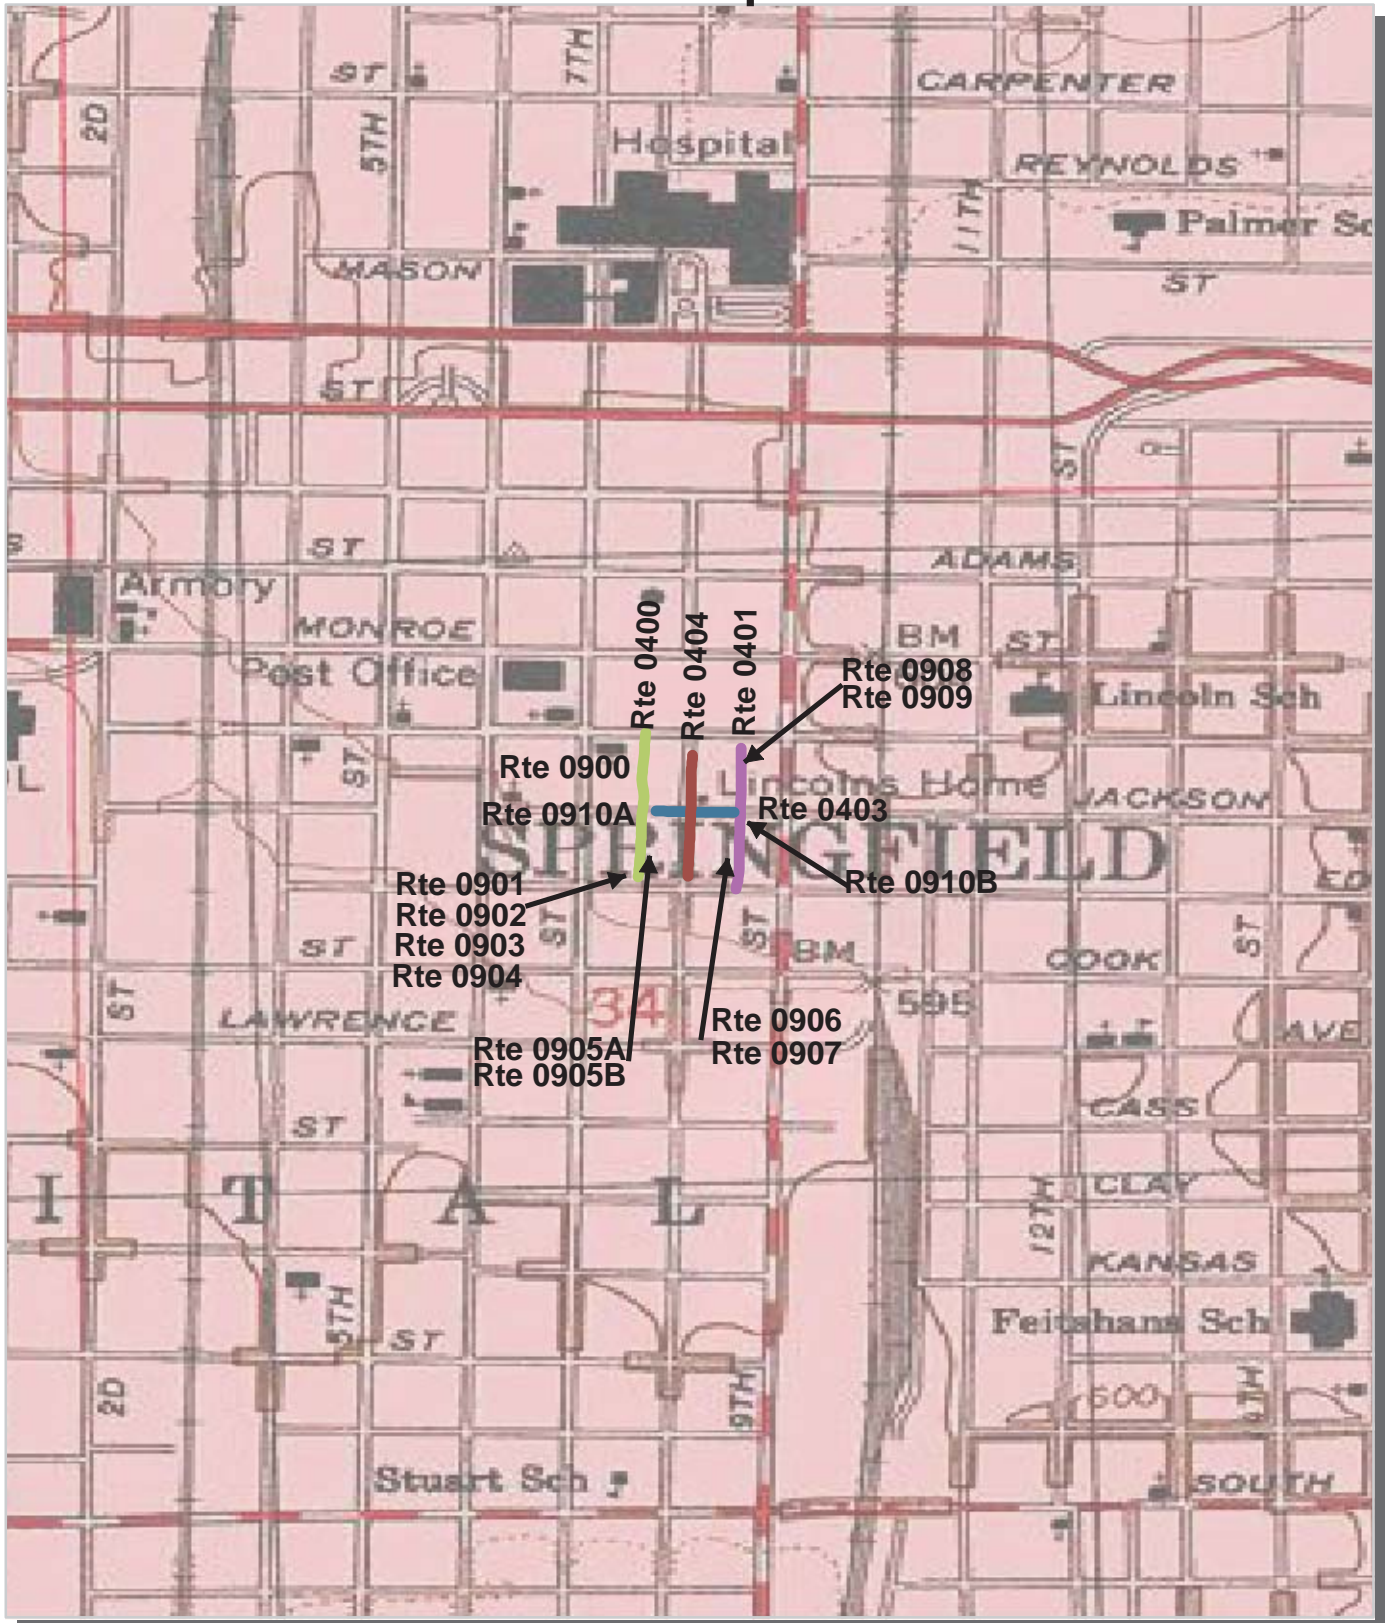 7TH
ST
CARPENTER
2D
5TH
Hospital
REYNOLDS
11TH
Palmer Sc
MASON
ST
ST
ST
ST
ADAMS
Armory
MONROE
BM
ST
Post Office
Rte 0400
Rte 0404
Rte 0401
Rte 0908
Rte 0909
Lincoln Sch
L
ST
Rte 0900
Lincolns Home
JACKSON
Rte 0910A
Rte 0403
SPRINGFIELD
ED
Rte 0901
Rte 0902
Rte 0903
Rte 0904
Rte 0910B
ST
ST
ST
BM
COOK
ST
ST
LAWRENCE
34
595
AVE
Rte 0905A
Rte 0905B
Rte 0906
Rte 0907
CASS
ST
I T A L
CLAY
12TH
KANSAS
5TH
ST
Feitshans Sch
2D
9TH
600
Stuart Sch
SOUTH